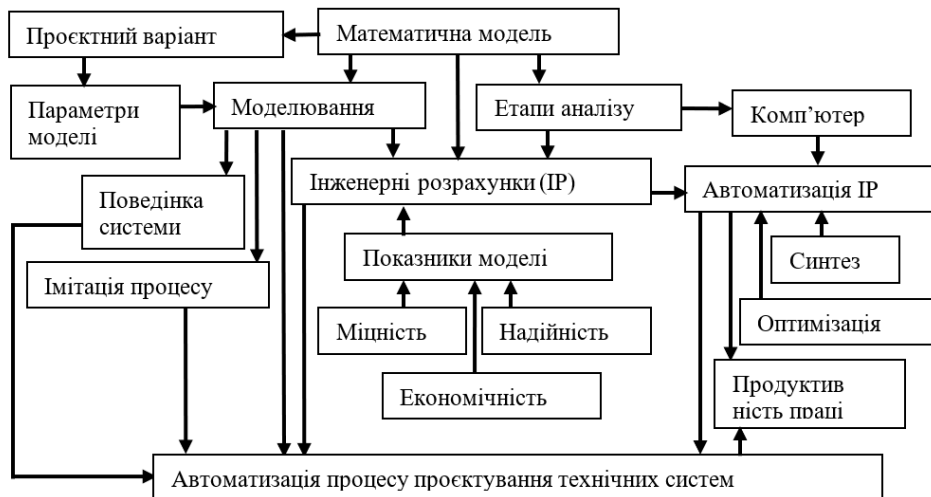 Проєктний варіант
Математична модель
Параметри
моделі
Моделювання
Етапи аналізу
Комп’ютер
Інженерні розрахунки (ІР)
Автоматизація ІР
Поведінка
системи
Показники моделі
Синтез
Імітація процесу
Міцність
Надійність
Оптимізація
Економічність
Продуктив
ність праці
Автоматизація процесу проєктування технічних систем